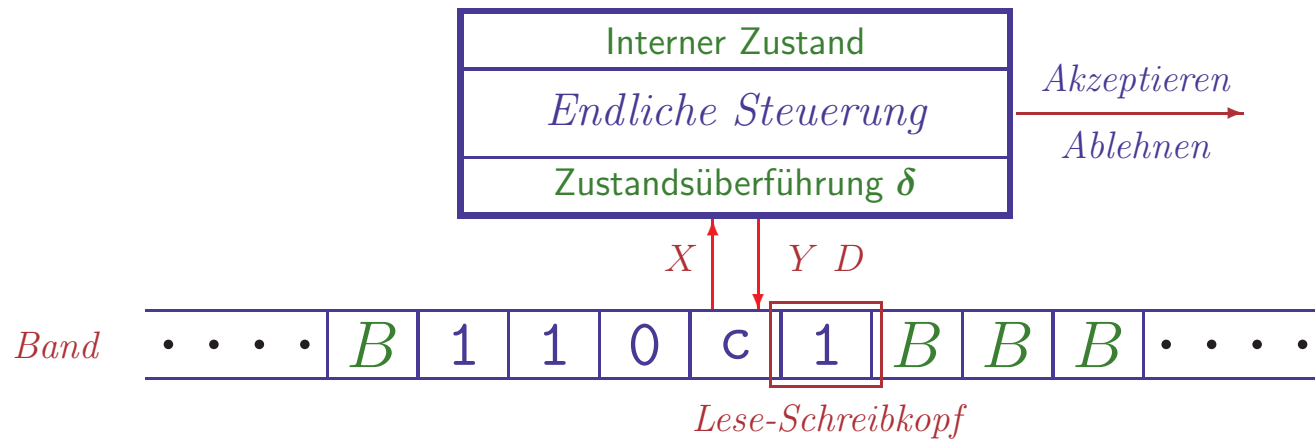 Interner Zustand
Endliche Steuerung
Akzeptieren
Ablehnen
Zustandsüberführung δ
X Y D
Band · · · · B 1 1 0 c 1 B B B · · · ·
Lese-Schreibkopf